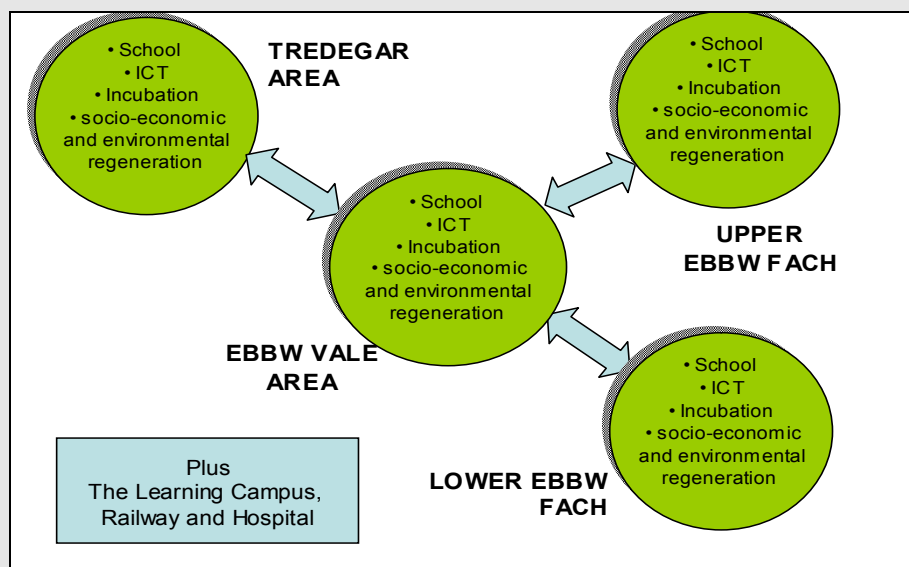 • School
• ICT
• Incubation
• socio-economic
and environmental
regeneration
TREDEGAR
AREA
• School
• ICT
• Incubation
• socio-economic
and environmental
regeneration
UPPER
EBBW FACH
• School
• ICT
• Incubation
• socio-economic
and environmental
regeneration
EBBW VALE
AREA
• School
• ICT
• Incubation
• socio-economic
and environmental
regeneration
LOWER EBBW
FACH
Plus
The Learning Campus,
Railway and Hospital